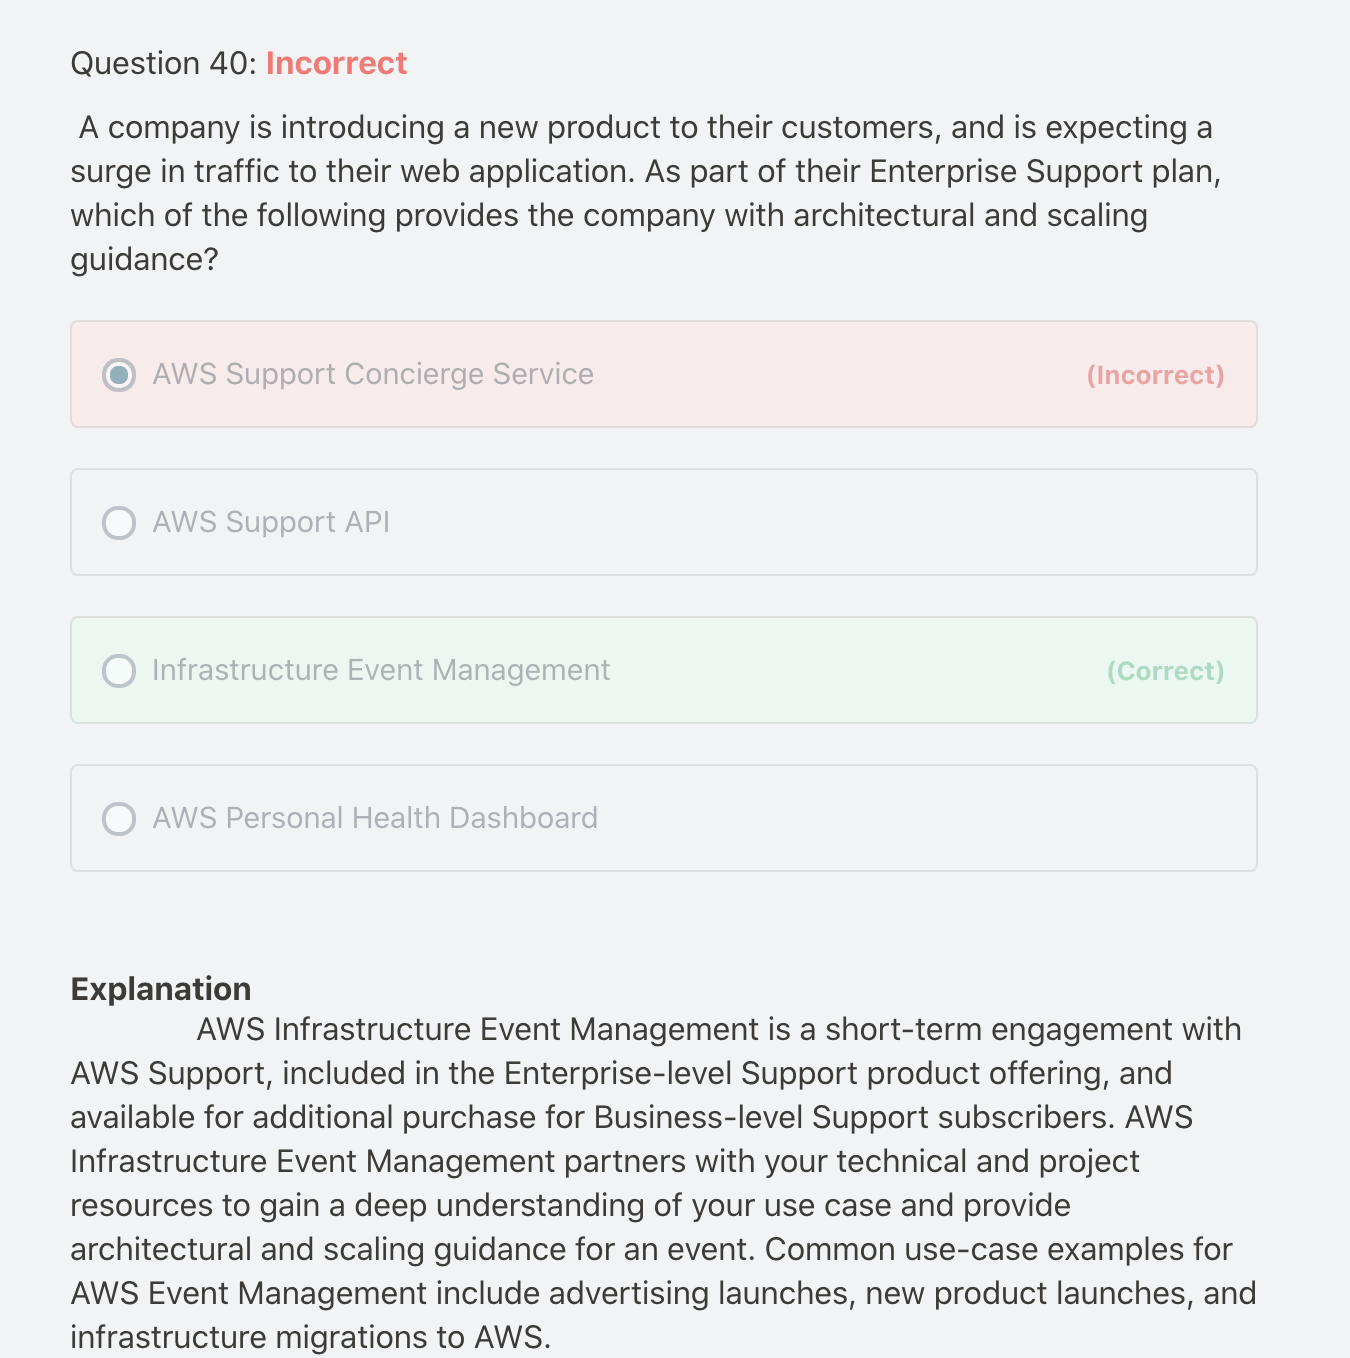 Question 40: Incorrect
A company is introducing a new product to their customers, and is expecting a
surge in traffic to their web application. As part of their Enterprise Support plan,
which of the following provides the company with architectural and scaling
guidance?
AWS Support Concierge Service (Incorrect)
AWS Support API
Infrastructure Event Management (Correct)
AWS Personal Health Dashboard
Explanation
AWS Infrastructure Event Management is a short-term engagement with
AWS Support, included in the Enterprise-level Support product offering, and
available for additional purchase for Business-level Support subscribers. AWS
Infrastructure Event Management partners with your technical and project
resources to gain a deep understanding of your use case and provide
architectural and scaling guidance for an event. Common use-case examples for
AWS Event Management include advertising launches, new product launches, and
infrastructure migrations to AWS.